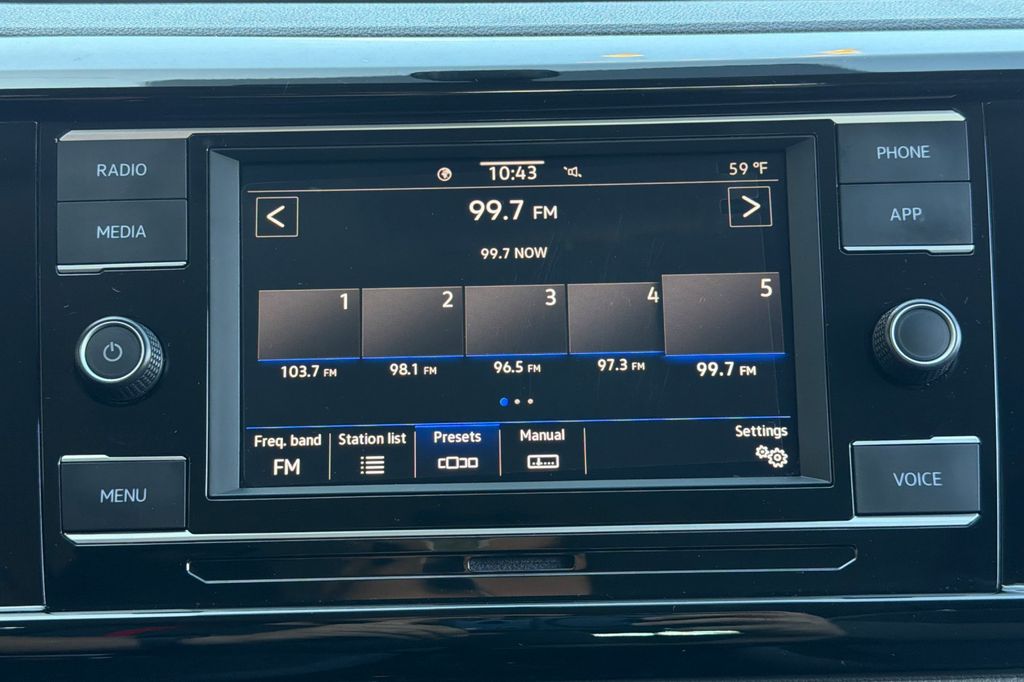 RADIO
MEDIA
MENU
10:43
59 °F
99.7 FM
99.7 NOW
1
2
3
4
5
103.7 FM
98.1 FM
96.5 FM
97.3 FM
99.7 FM
Freq. band
FM
Station list
Presets
Manual
Settings
PHONE
APP
VOICE